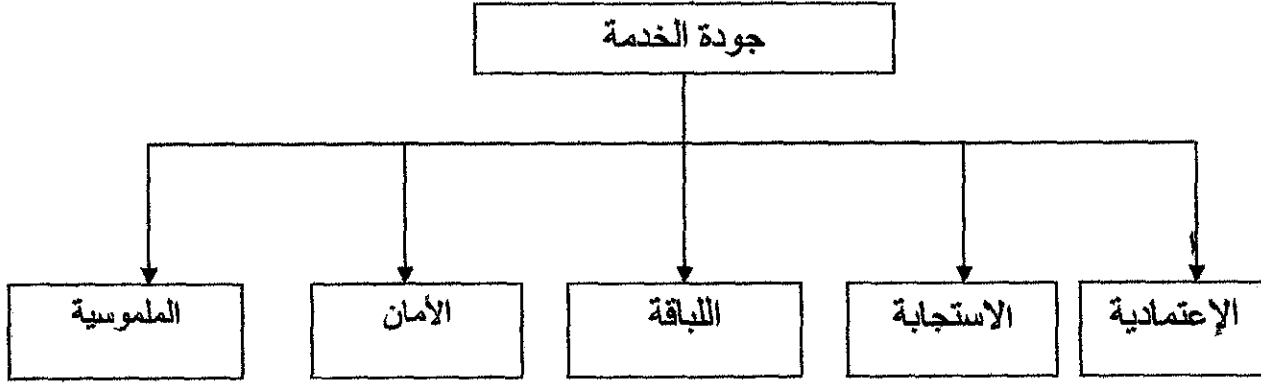 جودة الخدمة
الإعتمادية
الاستجابة
اللباقة
الأمان
الملموسية